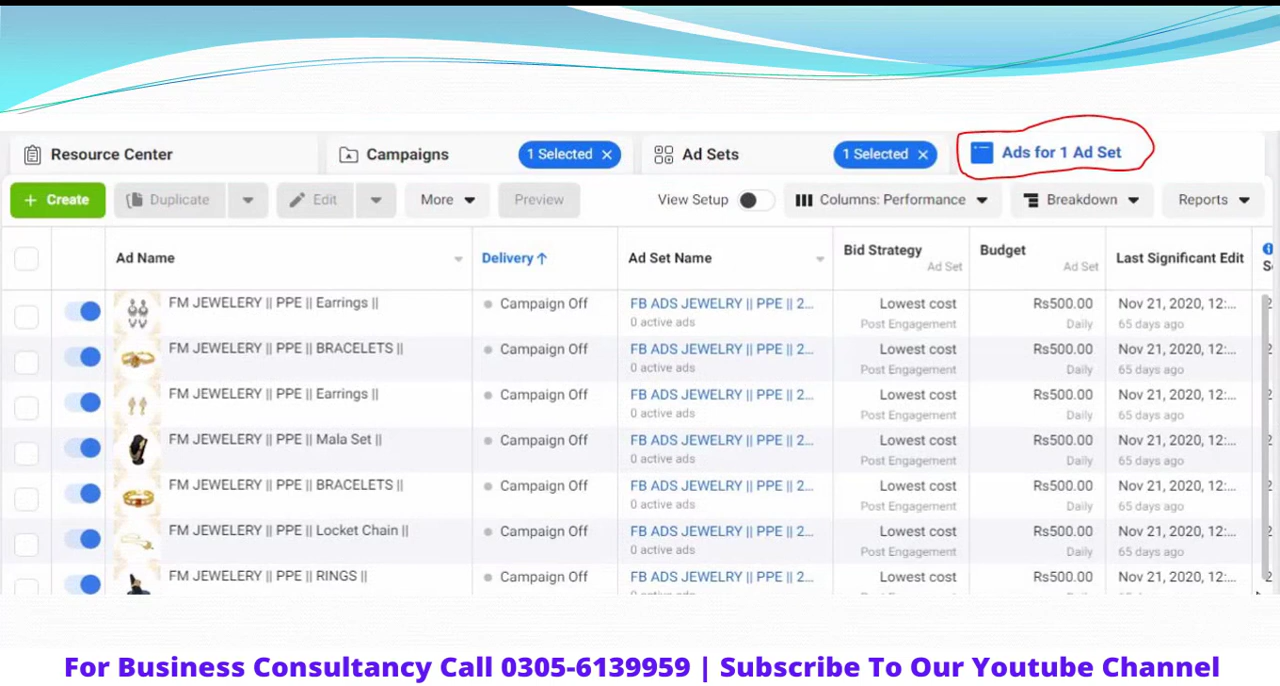 Resource Center
Campaigns
1 Selected ×
Ad Sets
1 Selected ×
Ads for 1 Ad Set
+ Create
Duplicate
Edit
More
Preview
View Setup
Columns: Performance
Breakdown
Reports
Ad Name
Delivery ↑
Ad Set Name
Bid Strategy
Ad Set
Budget
Ad Set
Last Significant Edit
FM JEWELERY || PPE || Earrings || Campaign Off FB ADS JEWELRY || PPE || 2... Lowest cost Rs500.00 Nov 21, 2020, 12:...
0 active ads Post Engagement Daily 65 days ago
FM JEWELERY || PPE || BRACELETS || Campaign Off FB ADS JEWELRY || PPE || 2... Lowest cost Rs500.00 Nov 21, 2020, 12:...
0 active ads Post Engagement Daily 65 days ago
FM JEWELERY || PPE || Earrings || Campaign Off FB ADS JEWELRY || PPE || 2... Lowest cost Rs500.00 Nov 21, 2020, 12:...
0 active ads Post Engagement Daily 65 days ago
FM JEWELERY || PPE || Mala Set || Campaign Off FB ADS JEWELRY || PPE || 2... Lowest cost Rs500.00 Nov 21, 2020, 12:...
0 active ads Post Engagement Daily 65 days ago
FM JEWELERY || PPE || BRACELETS || Campaign Off FB ADS JEWELRY || PPE || 2... Lowest cost Rs500.00 Nov 21, 2020, 12:...
0 active ads Post Engagement Daily 65 days ago
FM JEWELERY || PPE || Locket Chain || Campaign Off FB ADS JEWELRY || PPE || 2... Lowest cost Rs500.00 Nov 21, 2020, 12:...
0 active ads Post Engagement Daily 65 days ago
FM JEWELERY || PPE || RINGS || Campaign Off FB ADS JEWELRY || PPE || 2... Lowest cost Rs500.00 Nov 21, 2020, 12:...
For Business Consultancy Call 0305-6139959 | Subscribe To Our Youtube Channel